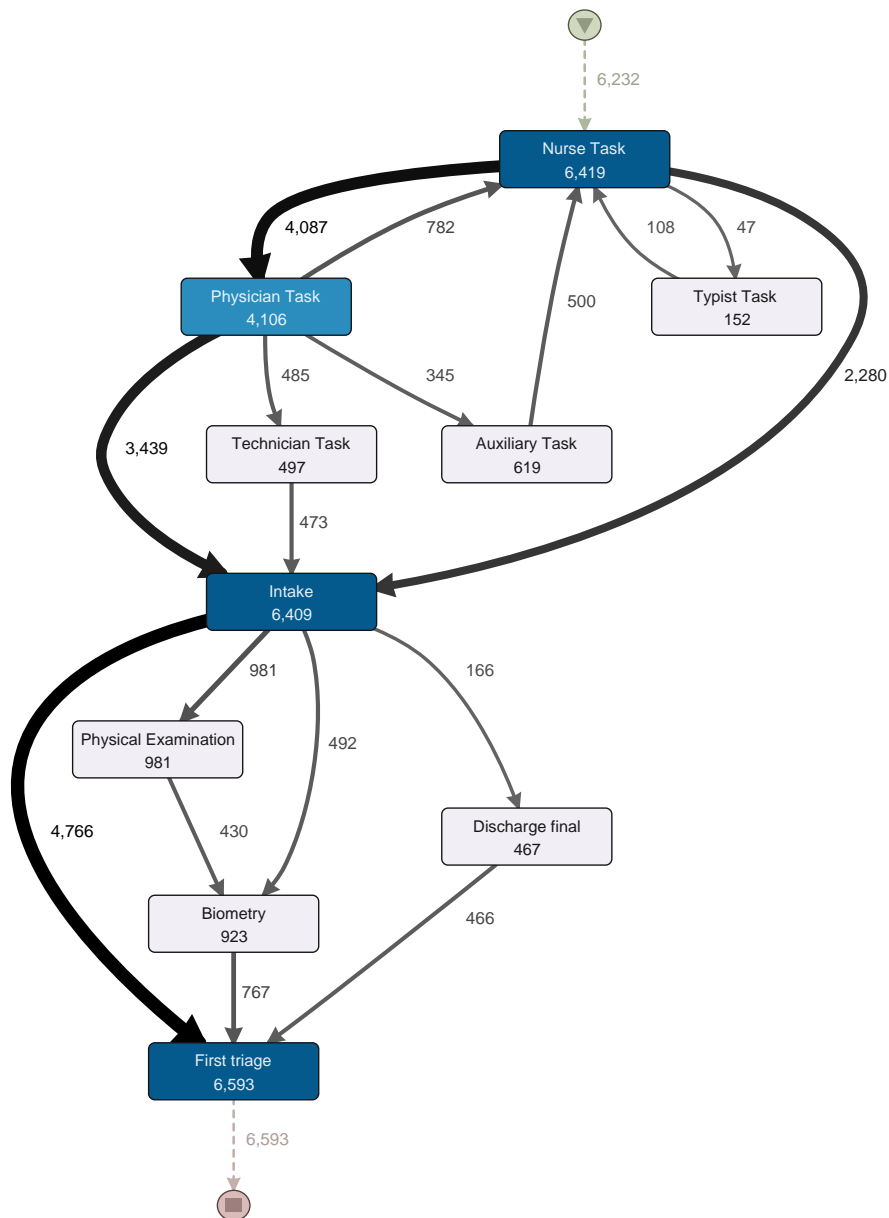 6,232
Nurse Task
6,419
4,087
782
108
47
Physician Task
4,106
Typist Task
152
500
485
345
2,280
3,439
Technician Task
497
Auxiliary Task
619
473
Intake
6,409
981
166
492
Physical Examination
981
4,766
430
Discharge final
467
Biometry
923
466
767
First triage
6,593
6,593